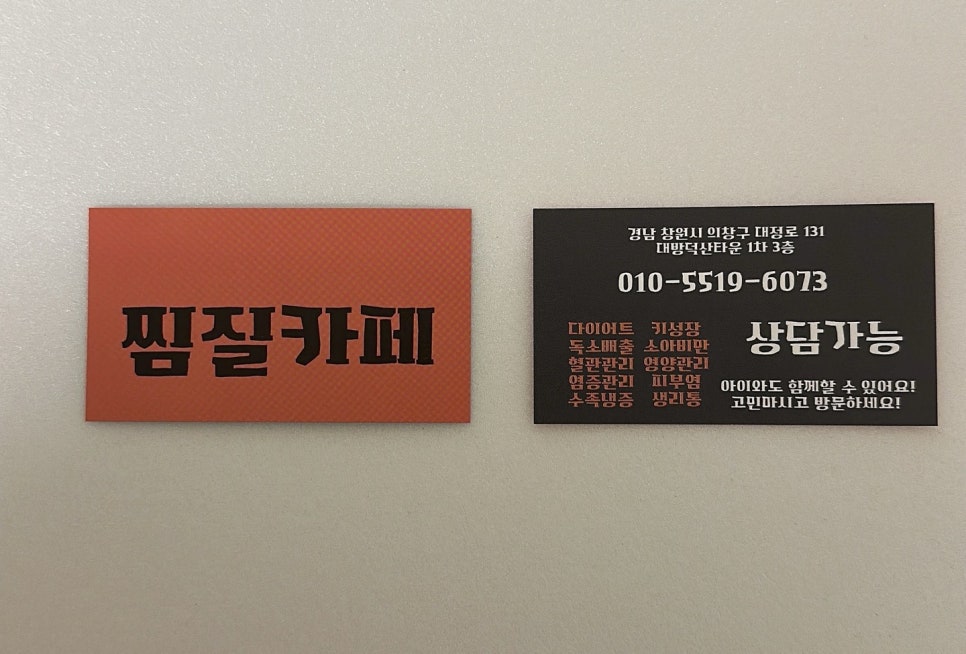 찜질카페
경남 창원시 의창구 대정로 131
대방덕산타운 1차 3층
010-5519-6073
다이어트 키성장
독소배출 소아비만
혈관관리 영양관리
염증관리 피부염
수족냉증 생리통
상담가능
아이와도 함께할 수 있어요!
고민마시고 방문하세요!